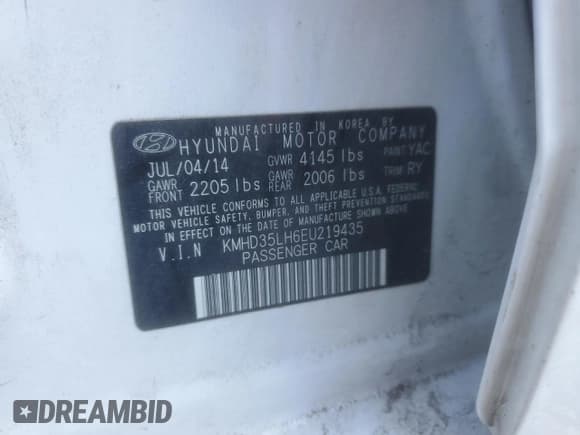 MANUFACTURED IN KOREA BY
HYUNDAI MOTOR COMPANY
JUL/04/14 GVWR 4145 lbs PAINT YAC
GAWR FRONT 2205 lbs GAWR REAR 2006 lbs TRIM RY
THIS VEHICLE CONFORMS TO ALL APPLICABLE U.S.A. FEDERAL
MOTOR VEHICLE SAFETY, BUMPER, AND THEFT PREVENTION STANDARDS
IN EFFECT ON THE DATE OF MANUFACTURE SHOWN ABOVE
V.I.N KMHD35LH6EU219435
PASSENGER CAR
DREAMBID